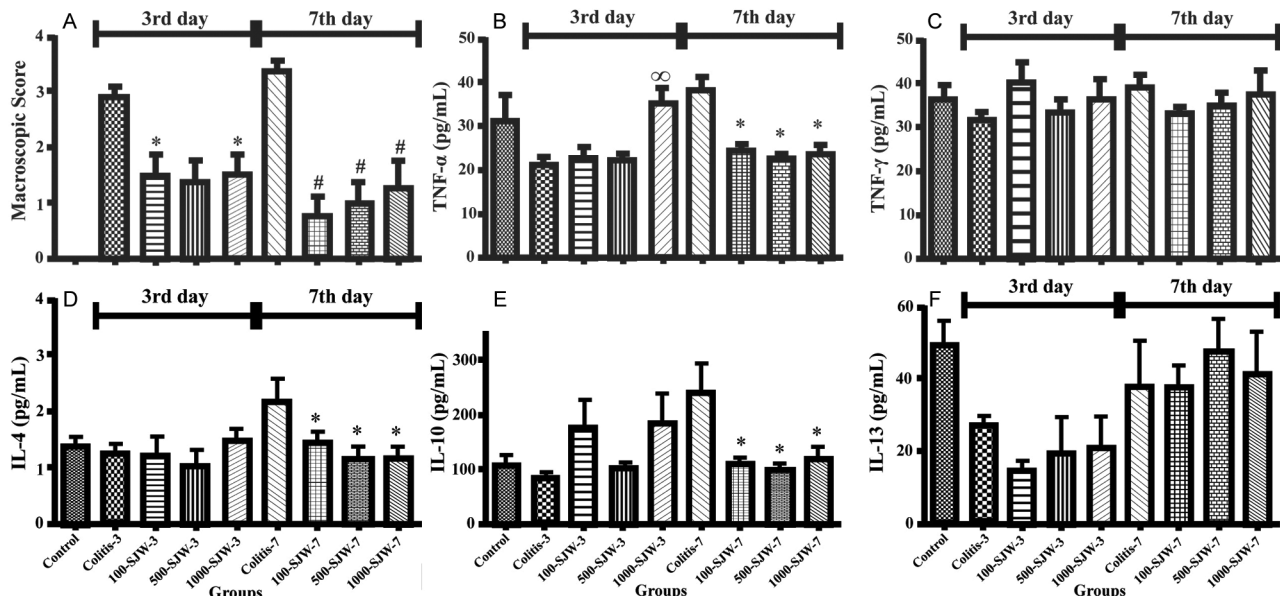 A
3rd day
7th day
Macroscopic Score
4
3
2
1
0
*
*
#
#
#
B
3rd day
7th day
TNF-α (pg/mL)
50
40
30
20
10
0
∞
*
*
*
C
3rd day
7th day
TNF-γ (pg/mL)
50
40
30
20
10
0
D
3rd day
7th day
IL-4 (pg/mL)
4
3
2
1
0
*
*
*
Control
Colitis-3
100-SJW-3
500-SJW-3
1000-SJW-3
Colitis-7
100-SJW-7
500-SJW-7
1000-SJW-7
Groups
E
IL-10 (pg/mL)
300
200
100
0
*
*
*
Control
Colitis-3
100-SJW-3
500-SJW-3
1000-SJW-3
Colitis-7
100-SJW-7
500-SJW-7
1000-SJW-7
Groups
F
3rd day
7th day
IL-13 (pg/mL)
60
40
20
0
Control
Colitis-3
100-SJW-3
500-SJW-3
1000-SJW-3
Colitis-7
100-SJW-7
500-SJW-7
1000-SJW-7
Groups